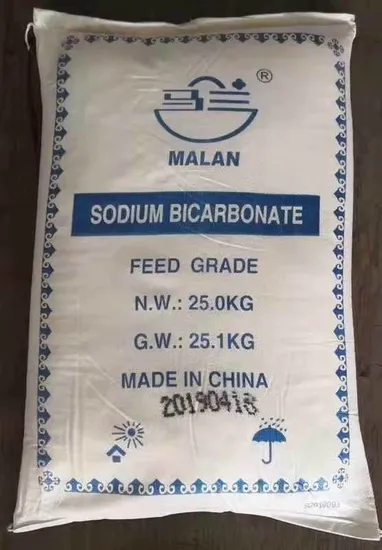 ®
MALAN
SODIUM BICARBONATE
FEED GRADE
N.W.: 25.0KG
G.W.: 25.1KG
MADE IN CHINA
20190418